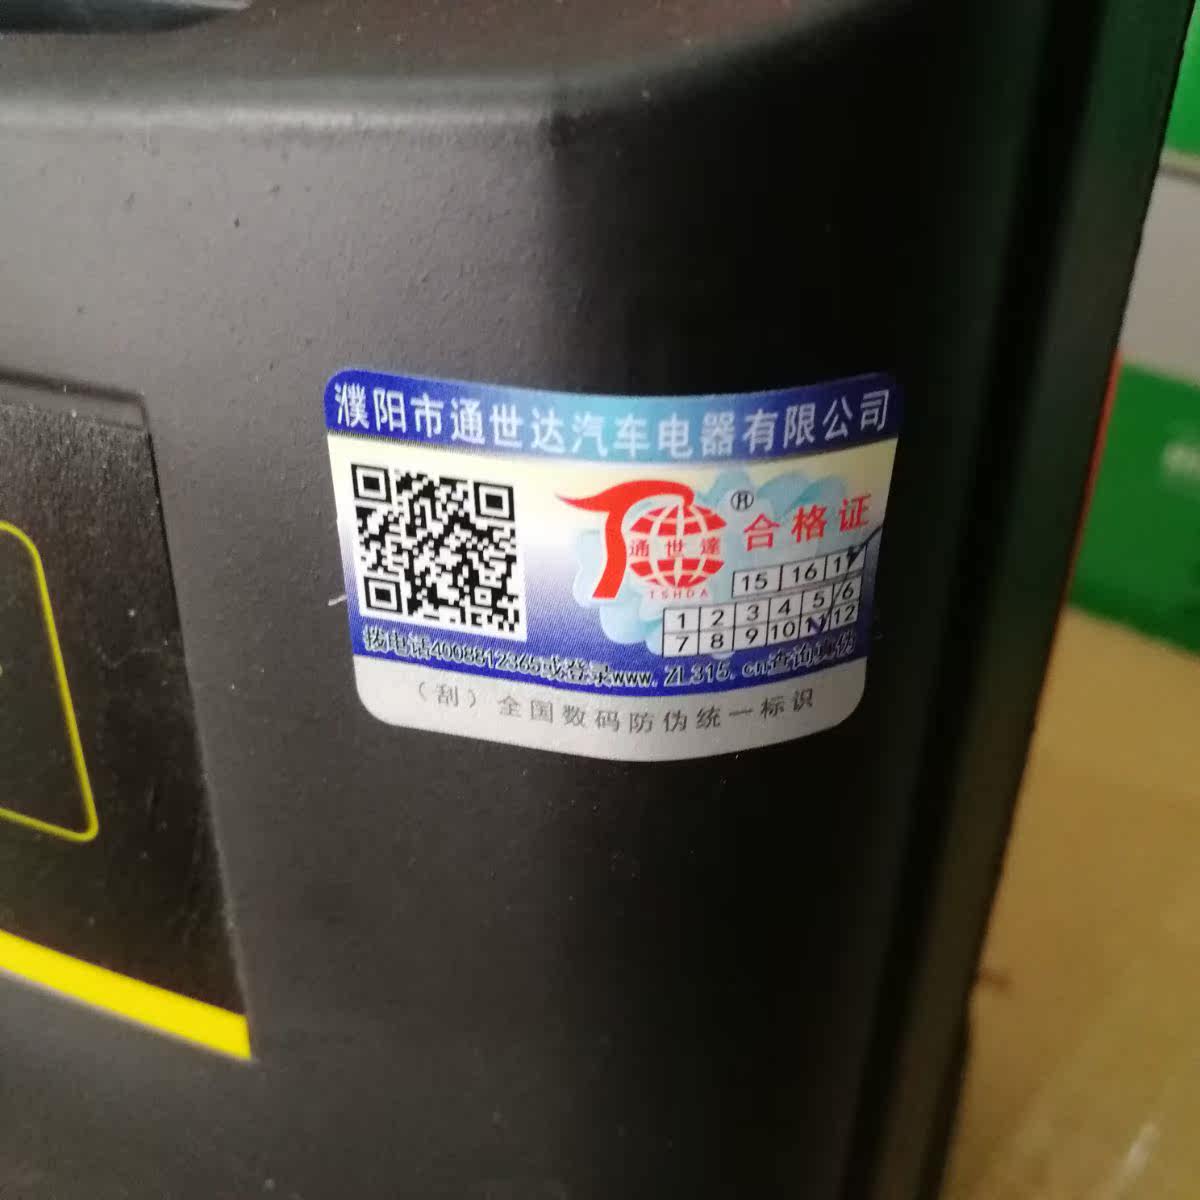 濮阳市通世达汽车电器有限公司
® 合格证
通世達
TSHDA
15 16 17
1 2 3 4 5 6
7 8 9 10 11 12
拨电话4008812365或登录www.ZL315.cn查询真伪
（刮）全国数码防伪统一标识